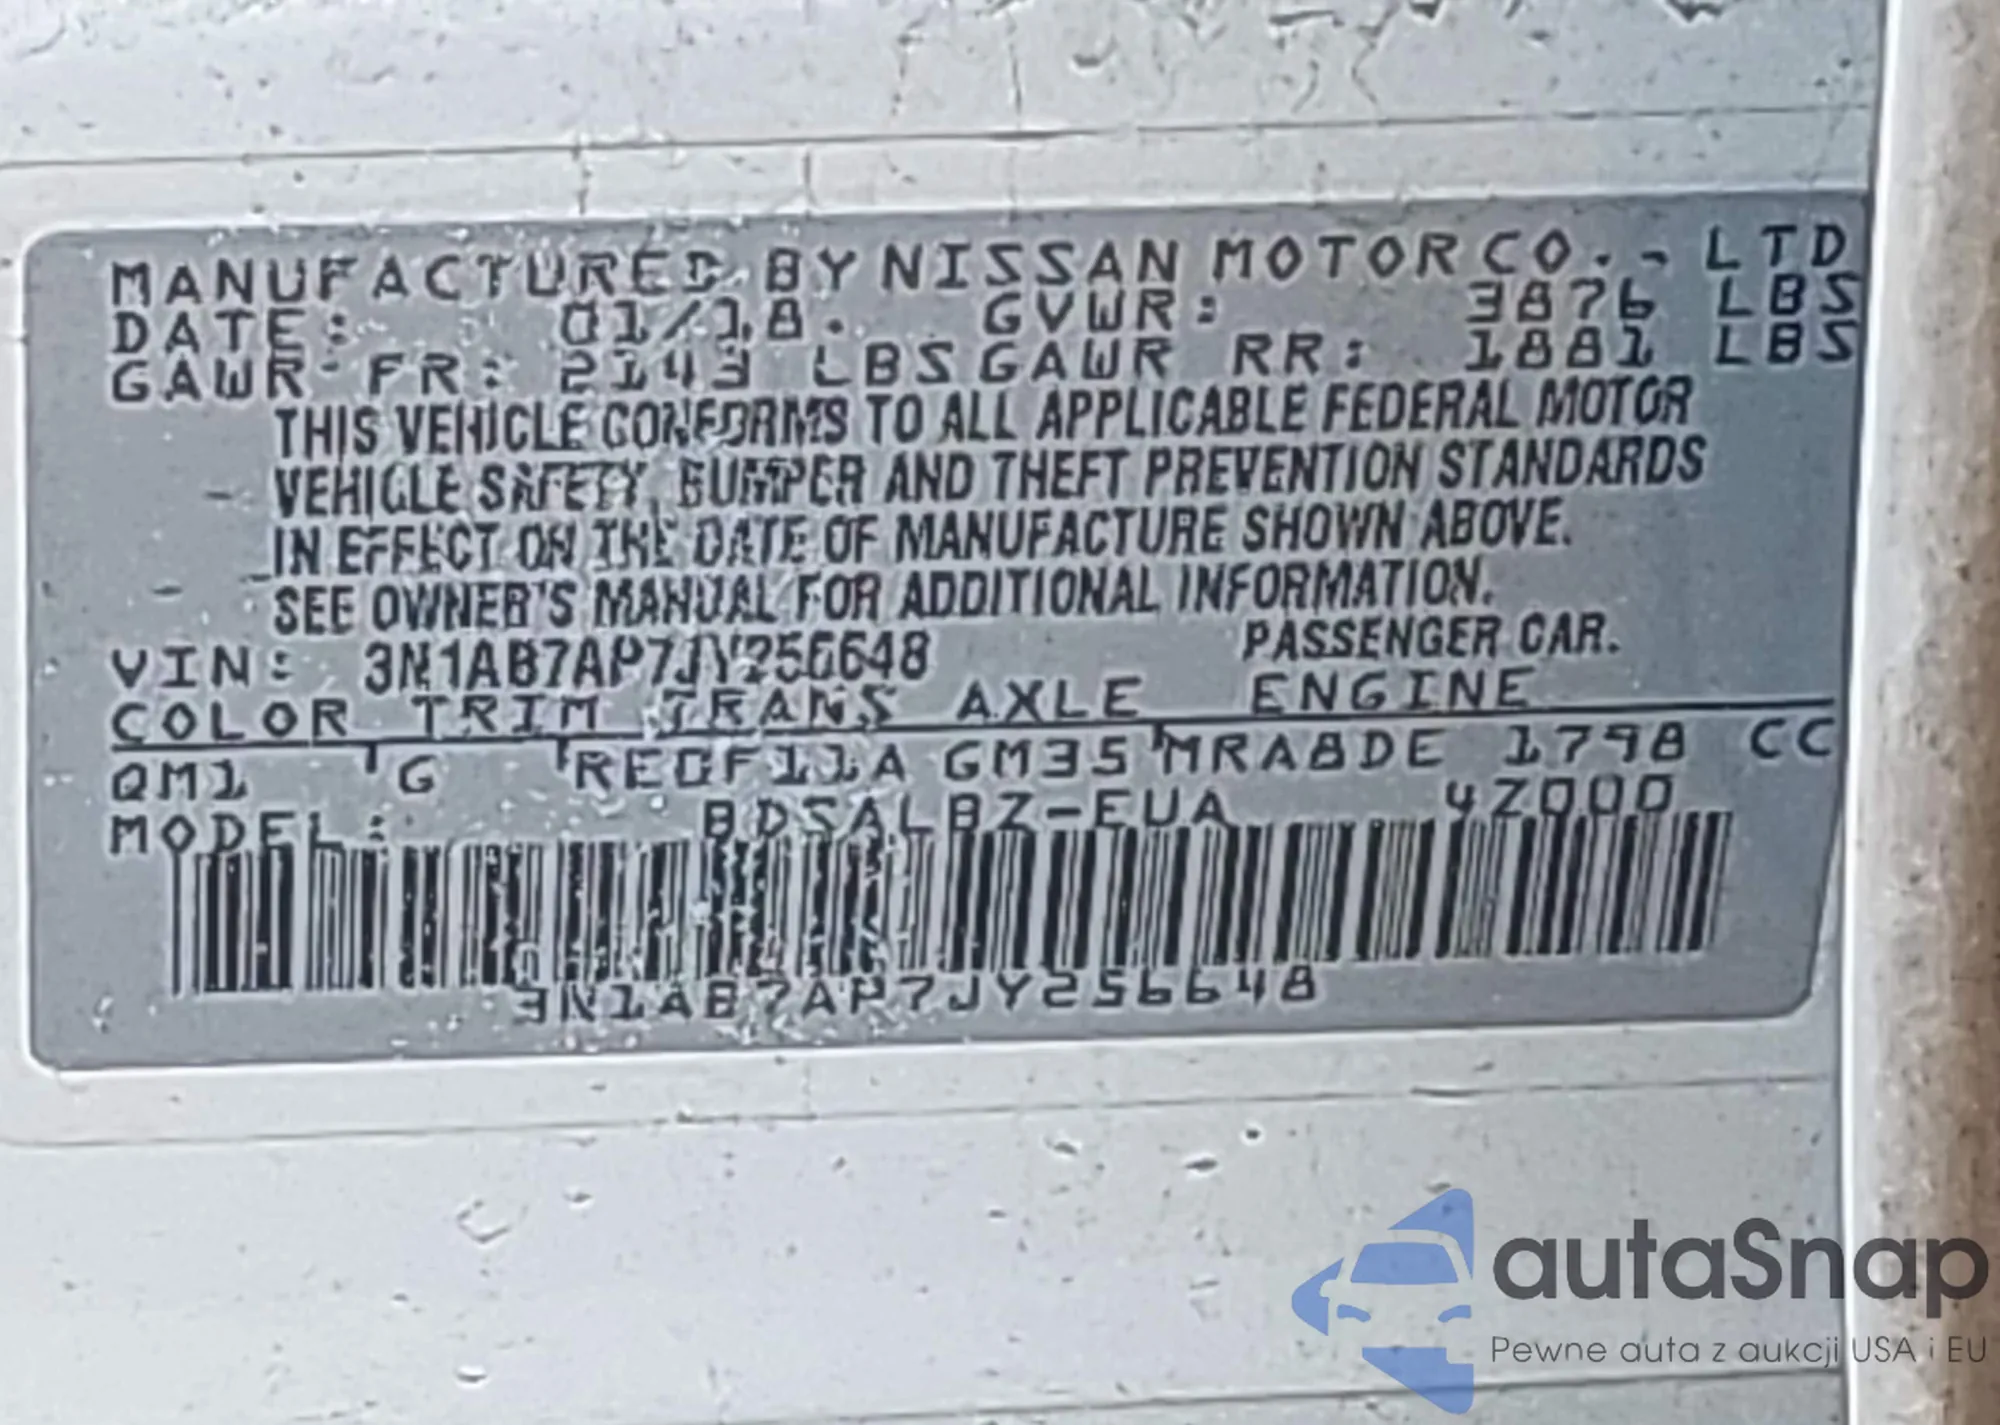 MANUFACTURED BY NISSAN MOTOR CO., LTD
DATE: 01/18. GVWR: 3876 LBS
GAWR FR: 2143 LBS GAWR RR: 1881 LBS
THIS VEHICLE CONFORMS TO ALL APPLICABLE FEDERAL MOTOR
VEHICLE SAFETY, BUMPER AND THEFT PREVENTION STANDARDS
IN EFFECT ON THE DATE OF MANUFACTURE SHOWN ABOVE.
SEE OWNER'S MANUAL FOR ADDITIONAL INFORMATION.
VIN: 3N1AB7AP7JY256648 PASSENGER CAR.
COLOR TRIM TRANS AXLE ENGINE
QM1 G RE0F11A GM35 MRA8DE 1798 CC
MODEL: BDSALBZ-EUA 4Z000
3N1AB7AP7JY256648
autaSnap
Pewne auta z aukcji USA i EU